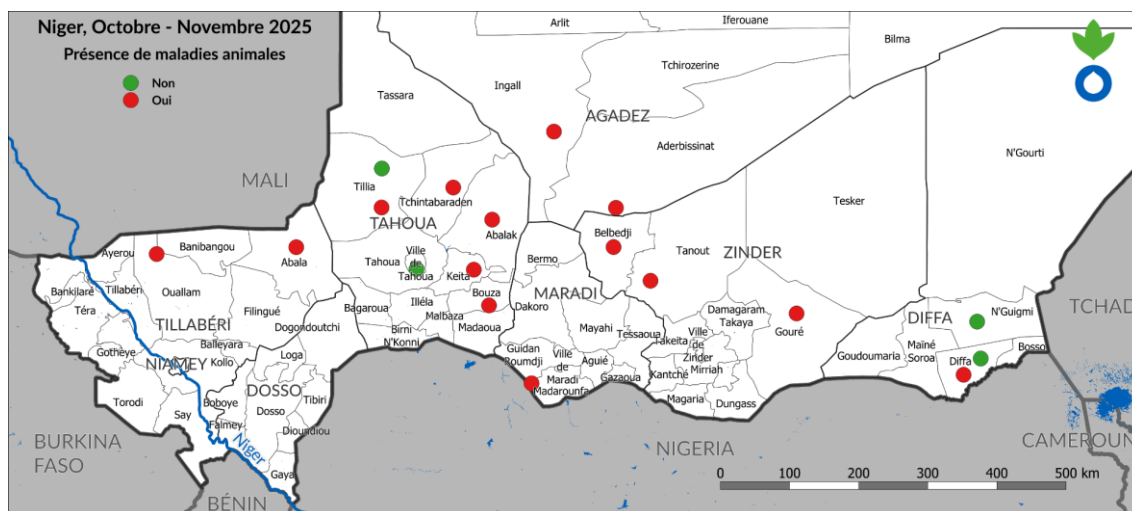 Niger, Octobre - Novembre 2025
Présence de maladies animales
Non
Oui
Arlit
Iferouane
Bilma
Ingall
Tchirozerine
Tassara
AGADEZ
Aderbissinat
N'Gourti
MALI
Tillia
Tchintabaraden
Tesker
TAHOUA
Abalak
Belbedji
Tanout
ZINDER
Ayerou
Banibangou
Abala
Tahoua
Ville
de
Tahoua
Keita
Bermo
Bankilaré
Tillabéri
Ouallam
Téra
Filingué
Bagaroua
Illéla
Bouza
Malbaza
Dakoro
MARADI
Damagaram
Takaya
Gouré
DIFFA
N'Guigmi
TCHAD
TILLABÉRI
Dogondoutchi
Birni
N'Konni
Madaoua
Mayahi
Tessaoua
Takeita
Ville
de
Zinder
Mirriah
Goudoumaria
Maïné
Soroa
Diffa
Bosso
Gotheye
NIAMEY
Balleyara
Kollo
Loga
Guidan
Roumdji
Ville
de
Maradi
Madarounfa
Aguié
Gazaoua
Kantché
Magaria
Dungass
Torodi
Say
Boboye
DOSSO
Dosso
Tibiri
Falmey
Dioundiou
Gaya
Niger
BURKINA
FASO
BÉNIN
NIGERIA
CAMEROUN
0 100 200 300 400 500 km